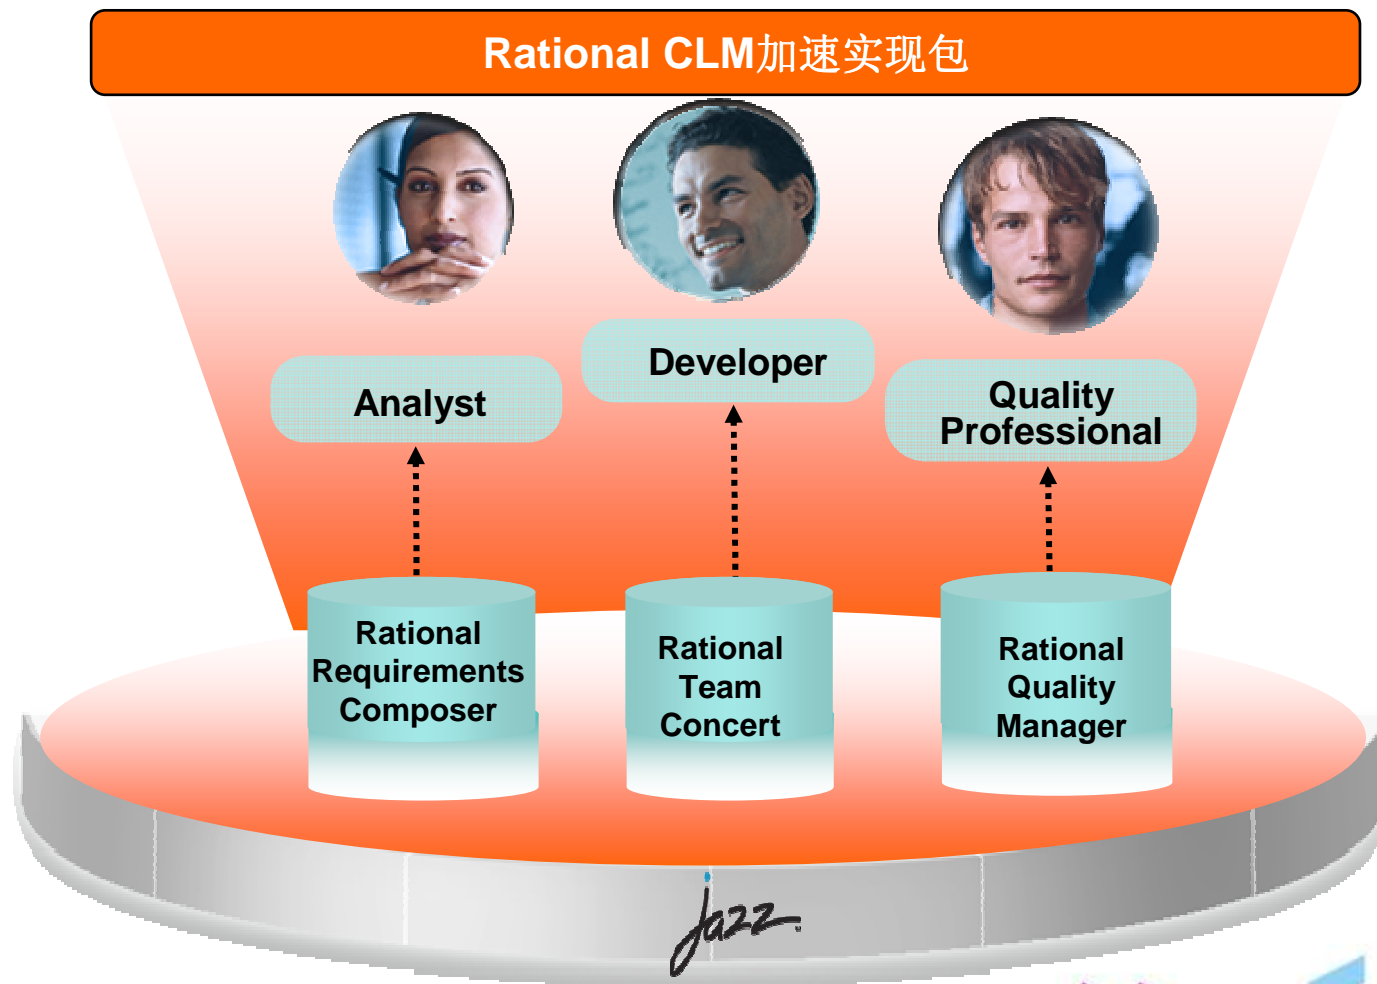 Rational CLM加速实现包
Analyst
Developer
Quality
Professional
Rational
Requirements
Composer
Rational
Team
Concert
Rational
Quality
Manager
Jazz